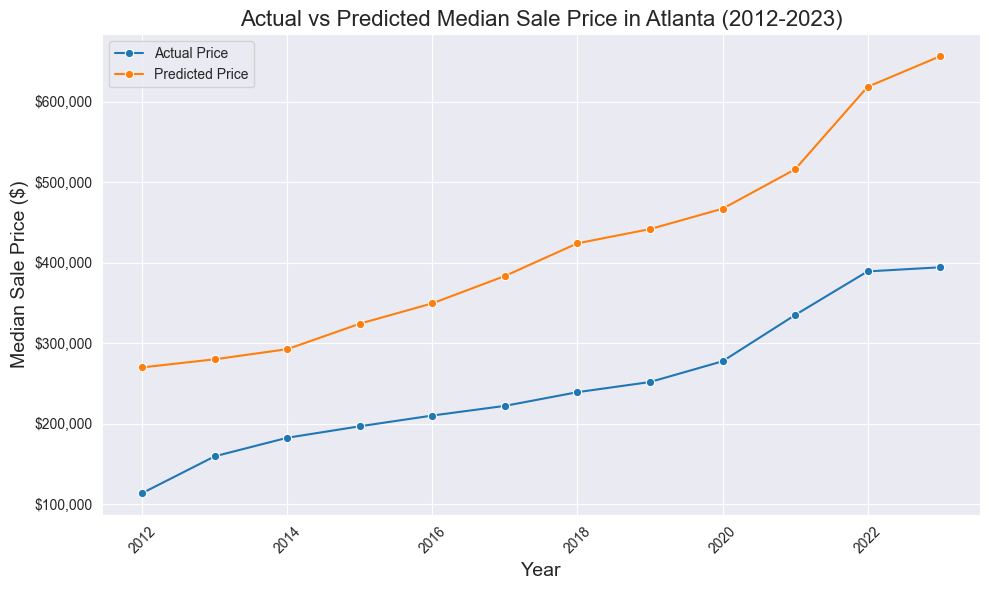 Actual vs Predicted Median Sale Price in Atlanta (2012-2023)
Actual Price
Predicted Price
$600,000
$500,000
$400,000
$300,000
$200,000
$100,000
Median Sale Price ($)
2012
2014
2016
2018
2020
2022
Year